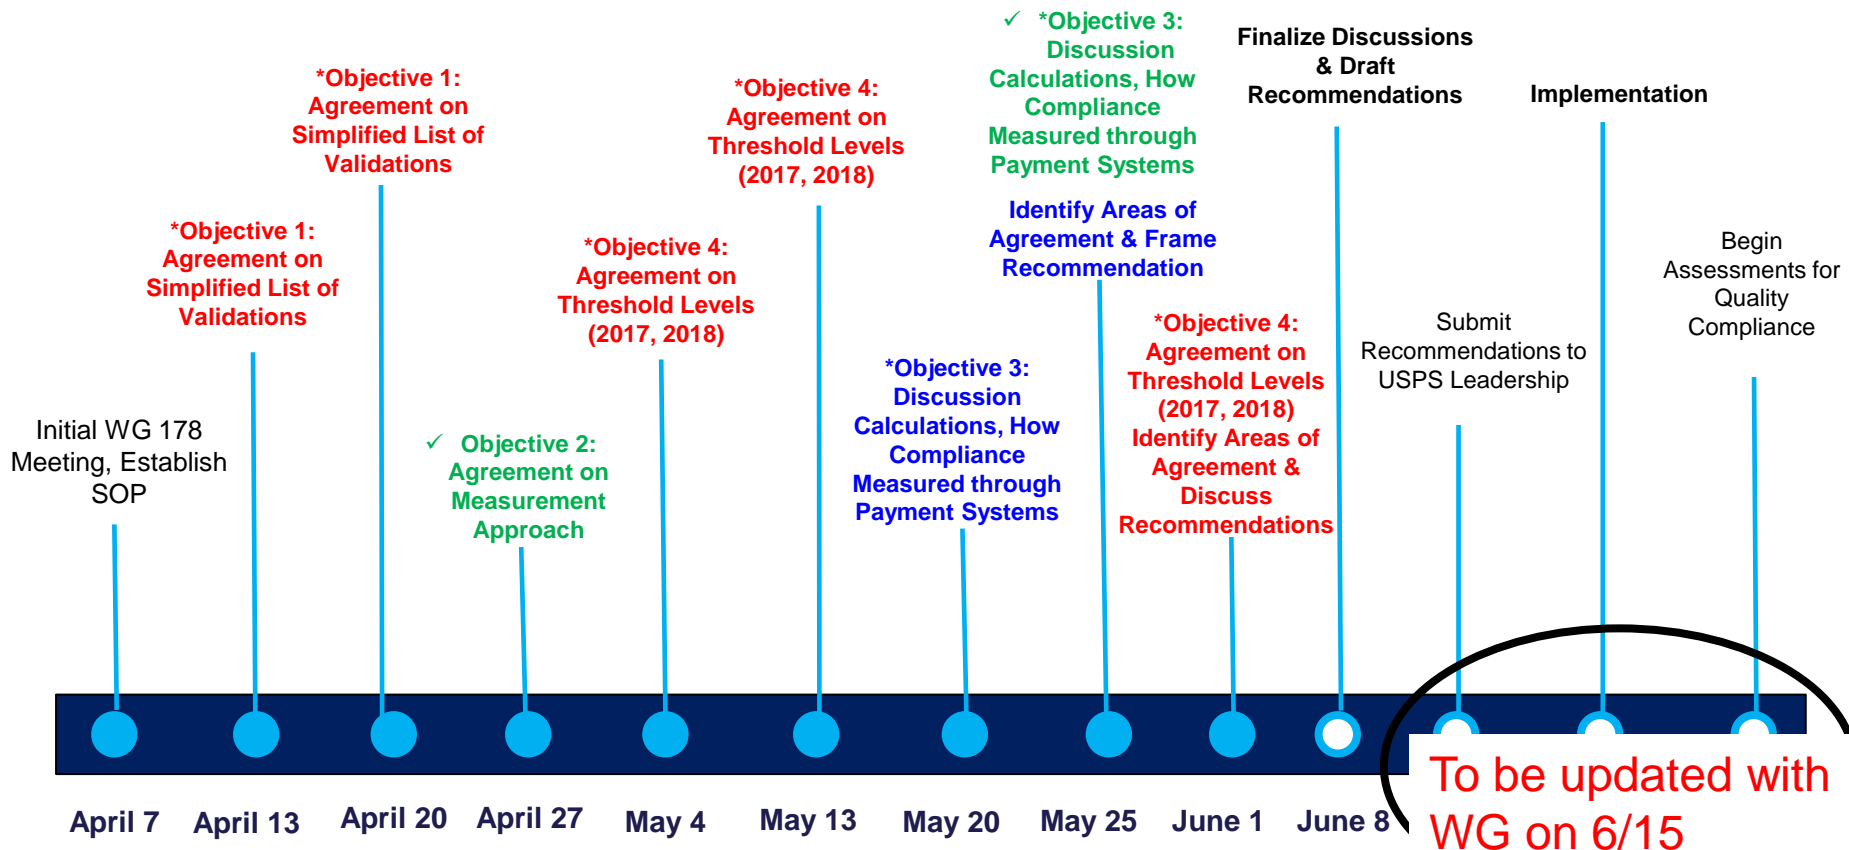 Initial WG 178
Meeting, Establish
SOP
*Objective 1:
Agreement on
Simplified List of
Validations
*Objective 1:
Agreement on
Simplified List of
Validations
✓ Objective 2:
Agreement on
Measurement
Approach
*Objective 4:
Agreement on
Threshold Levels
(2017, 2018)
*Objective 4:
Agreement on
Threshold Levels
(2017, 2018)
*Objective 3:
Discussion
Calculations, How
Compliance
Measured through
Payment Systems
✓ *Objective 3:
Discussion
Calculations, How
Compliance
Measured through
Payment Systems
Identify Areas of
Agreement & Frame
Recommendation
*Objective 4:
Agreement on
Threshold Levels
(2017, 2018)
Identify Areas of
Agreement &
Discuss
Recommendations
Finalize Discussions
& Draft
Recommendations
Submit
Recommendations to
USPS Leadership
Implementation
Begin
Assessments for
Quality
Compliance
April 7
April 13
April 20
April 27
May 4
May 13
May 20
May 25
June 1
June 8
To be updated with
WG on 6/15